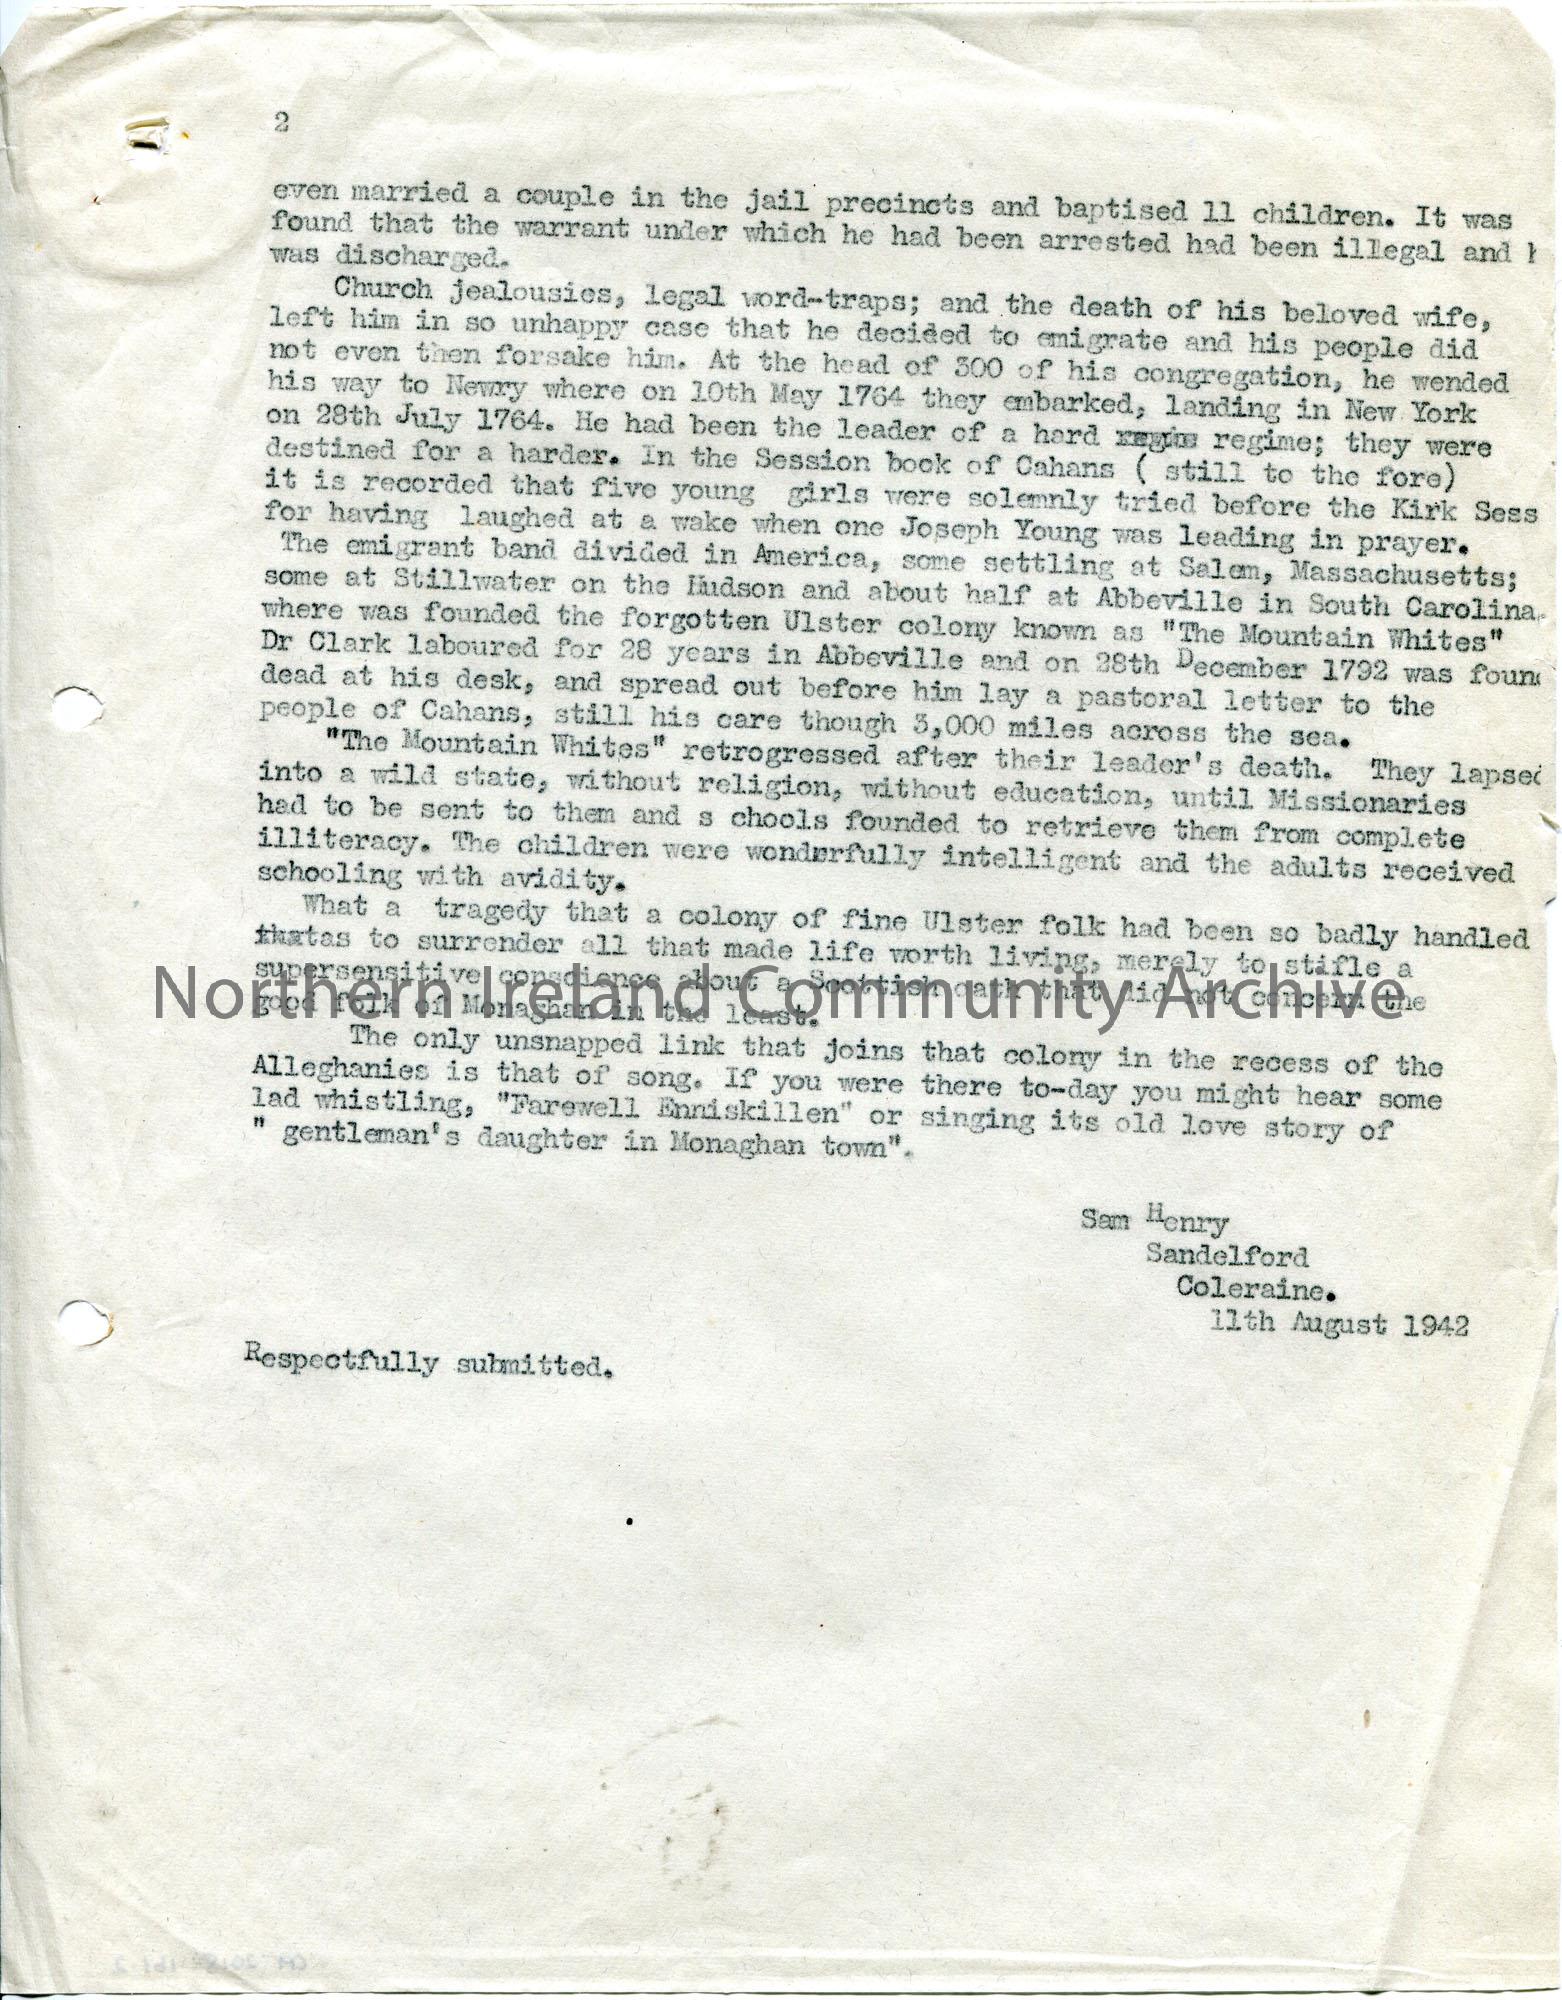 2
even married a couple in the jail precincts and baptised 11 children. It was
found that the warrant under which he had been arrested had been illegal and h
was discharged.
Church jealousies, legal word-traps; and the death of his beloved wife,
left him in so unhappy case that he decided to emigrate and his people did
not even then forsake him. At the head of 300 of his congregation, he wended
his way to Newry where on 10th May 1764 they embarked, landing in New York
on 28th July 1764. He had been the leader of a hard regime; they were
destined for a harder. In the Session book of Cahans ( still to the fore)
it is recorded that five young girls were solemnly tried before the Kirk Sess
for having laughed at a wake when one Joseph Young was leading in prayer.
The emigrant band divided in America, some settling at Salem, Massachusetts;
some at Stillwater on the Hudson and about half at Abbeville in South Carolina.
where was founded the forgotten Ulster colony known as "The Mountain Whites"
Dr Clark laboured for 28 years in Abbeville and on 28th December 1792 was foun
dead at his desk, and spread out before him lay a pastoral letter to the
people of Cahans, still his care though 3,000 miles across the sea.
"The Mountain Whites" retrogressed after their leader's death. They lapsed
into a wild state, without religion, without education, until Missionaries
had to be sent to them and s chools founded to retrieve them from complete
illiteracy. The children were wonderfully intelligent and the adults received
schooling with avidity.
What a tragedy that a colony of fine Ulster folk had been so badly handled
as to surrender all that made life worth living, merely to stifle a
supersensitive conscience about a Scottish oath that did not concern the
good folk of Monaghan in the least.
Northern Ireland Community Archive
The only unsnapped link that joins that colony in the recess of the
Alleghanies is that of song. If you were there to-day you might hear some
lad whistling, "Farewell Enniskillen" or singing its old love story of
" gentleman's daughter in Monaghan town".
Sam Henry
Sandelford
Coleraine.
11th August 1942
Respectfully submitted.